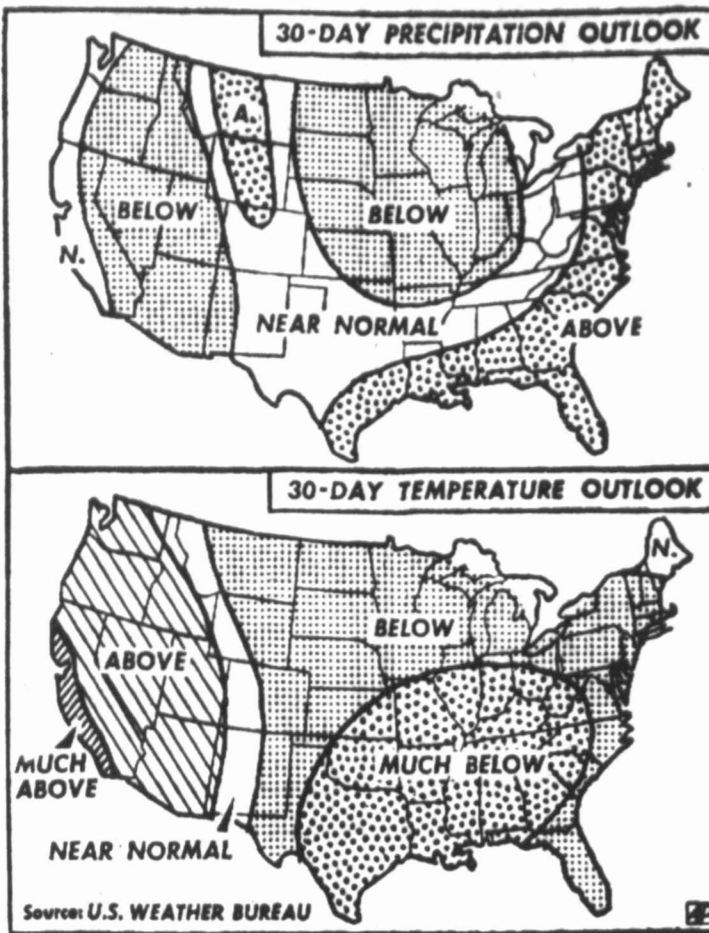 30-DAY PRECIPITATION OUTLOOK
A.
BELOW
BELOW
N.
NEAR NORMAL
ABOVE
30-DAY TEMPERATURE OUTLOOK
N.
BELOW
ABOVE
MUCH BELOW
MUCH
ABOVE
NEAR NORMAL
Source: U.S. WEATHER BUREAU
AP